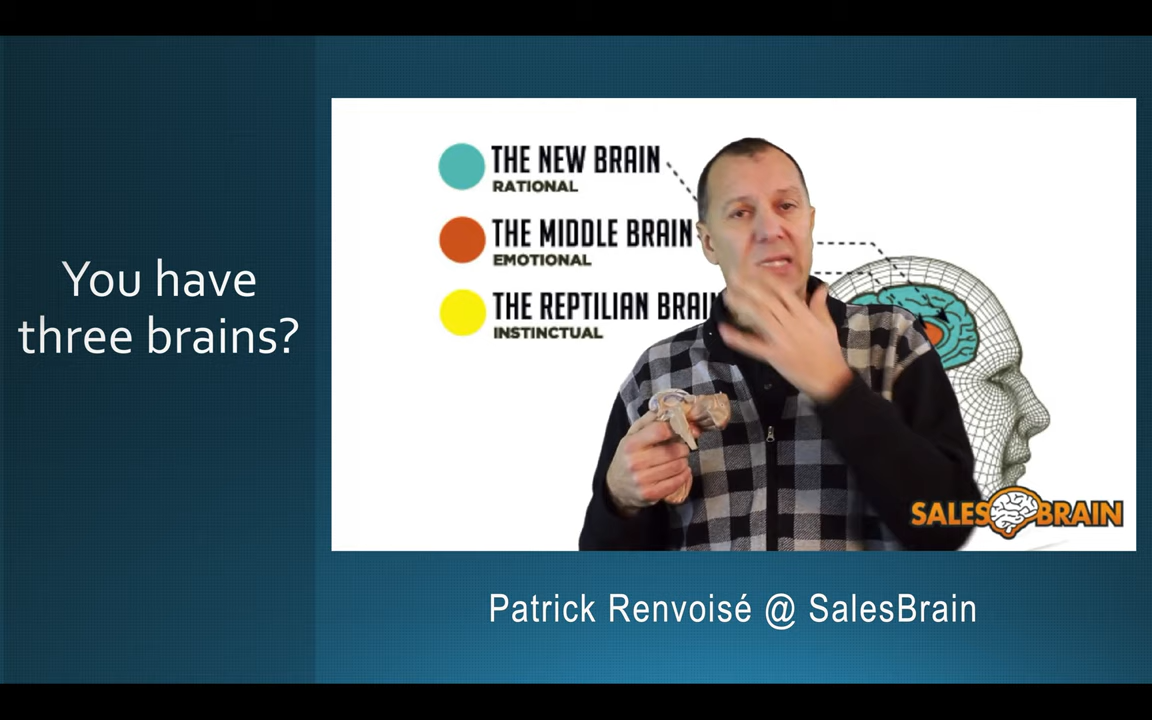 You have
three brains?
THE NEW BRAIN
RATIONAL
THE MIDDLE BRAIN
EMOTIONAL
THE REPTILIAN BRAIN
INSTINCTUAL
SALES BRAIN
Patrick Renvoisé @ SalesBrain